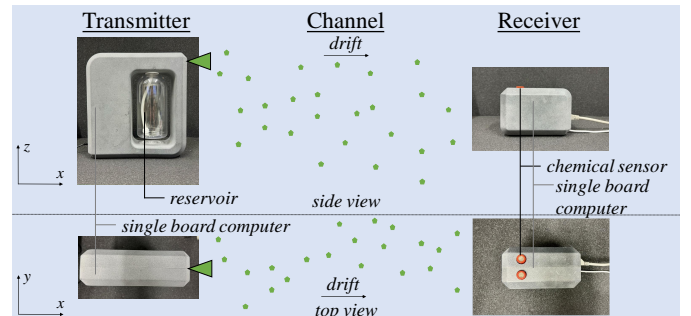 Transmitter
Channel
Receiver
drift
z
x
reservoir
side view
chemical sensor
single board
computer
single board computer
y
x
drift
top view